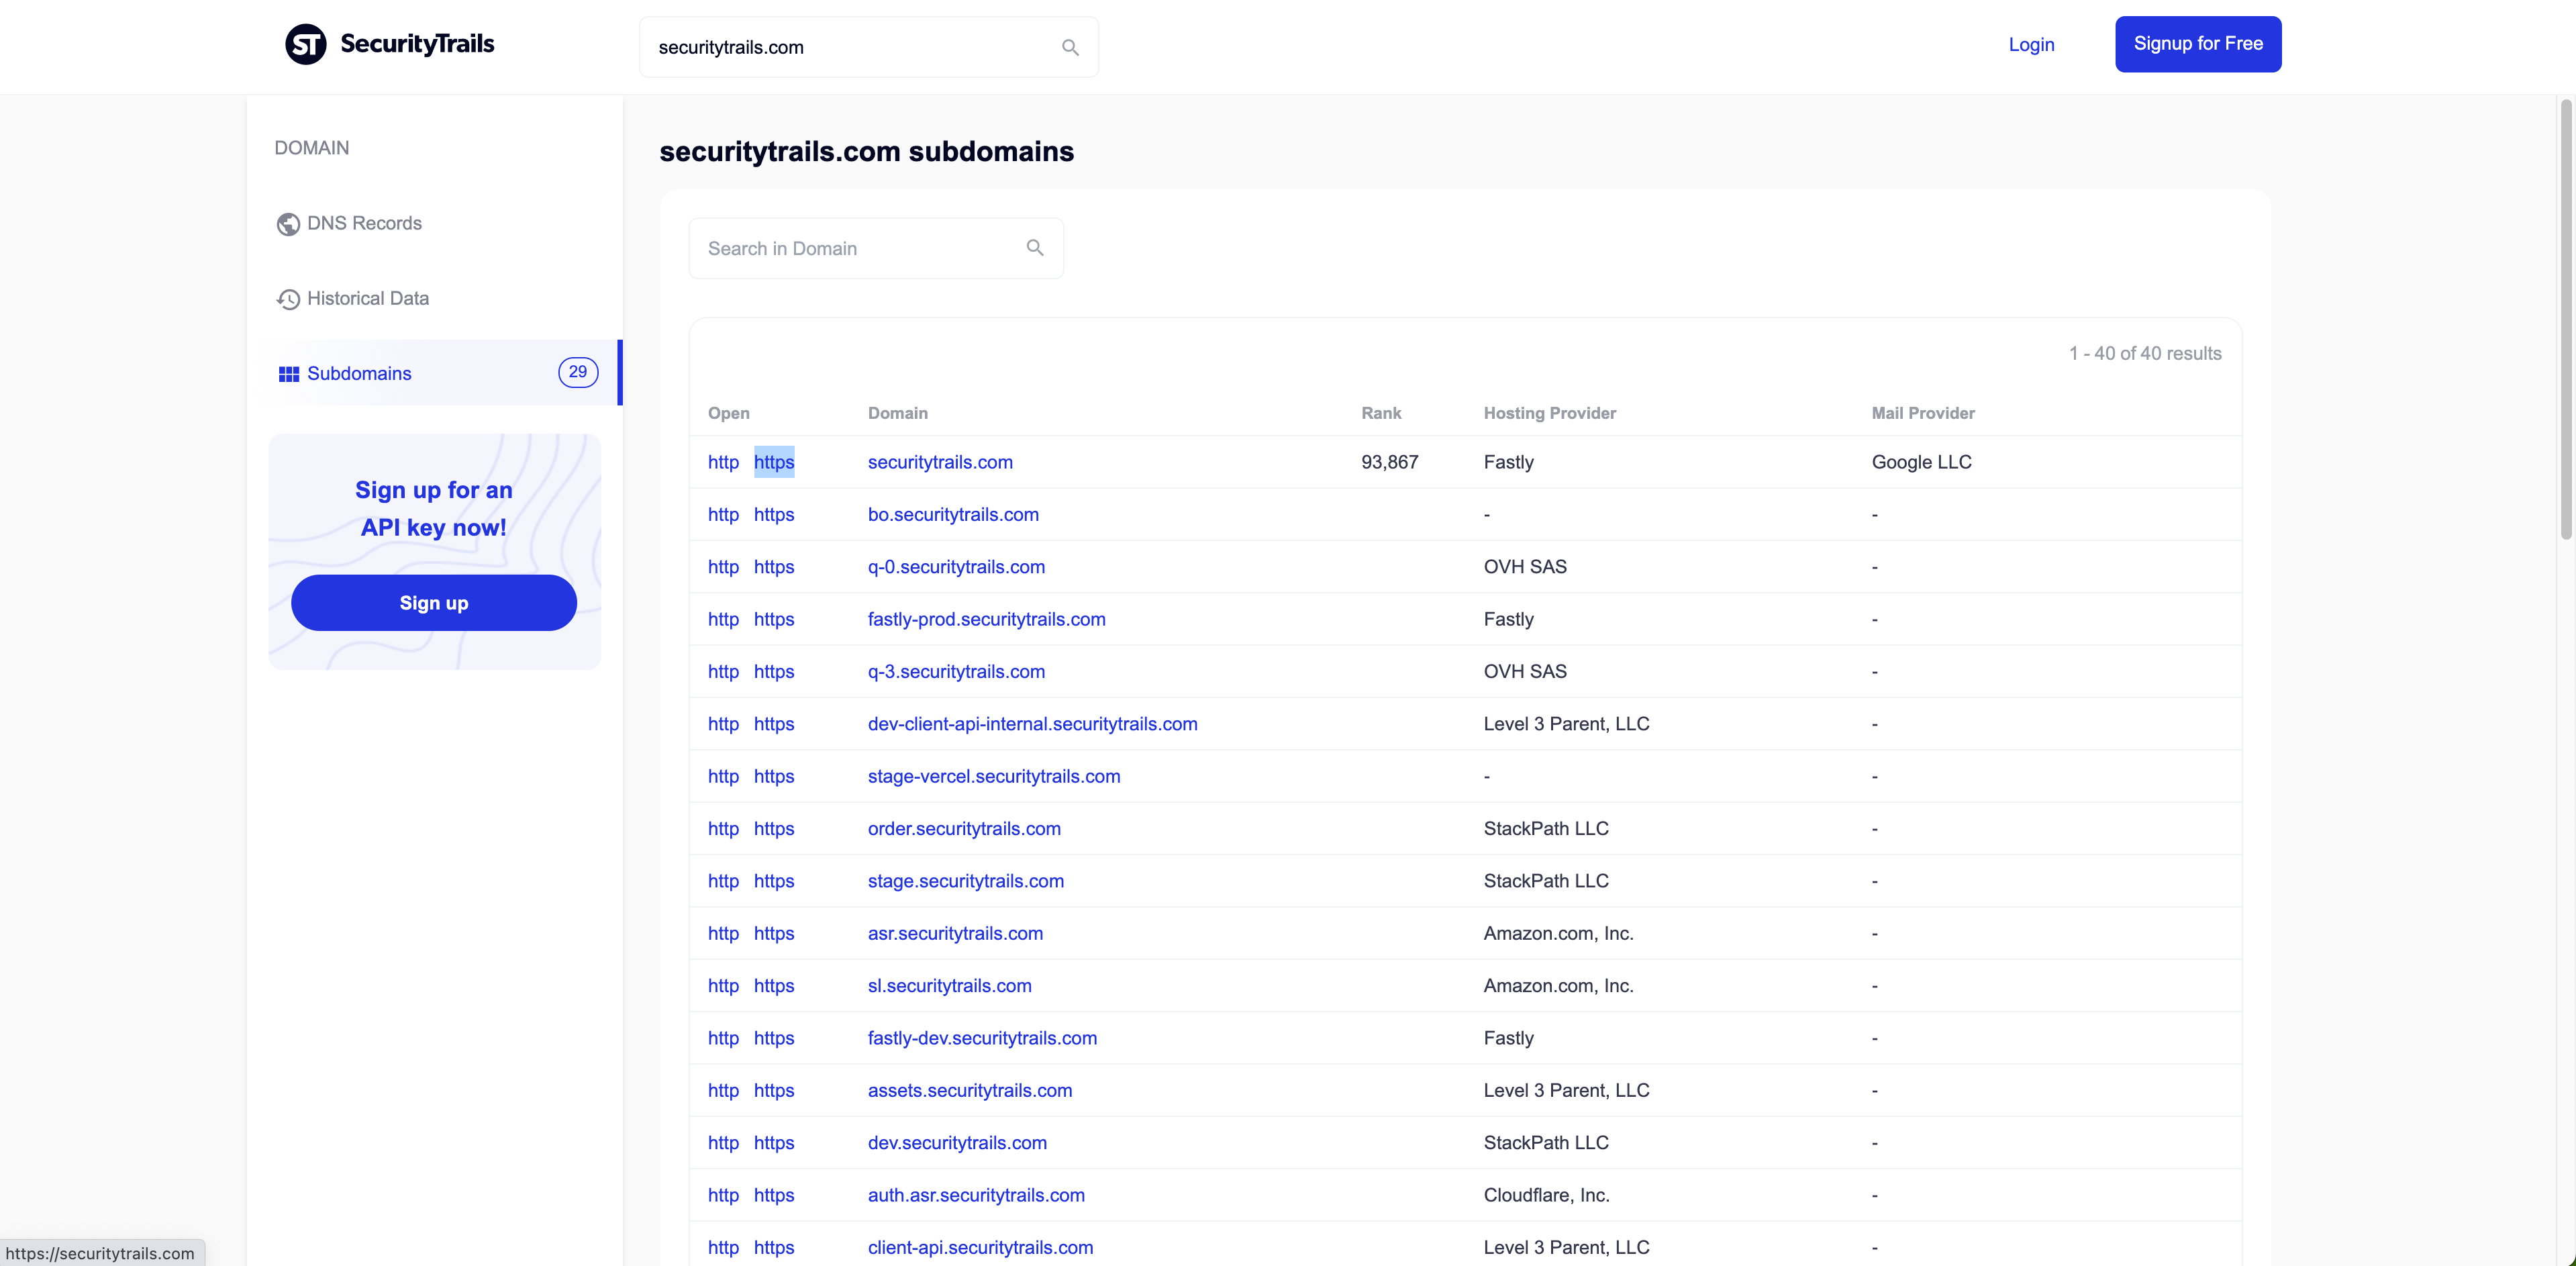 ST SecurityTrails
securitytrails.com
Login
Signup for Free
DOMAIN
DNS Records
Historical Data
Subdomains 29
Sign up for an
API key now!
Sign up
securitytrails.com subdomains
Search in Domain
1 - 40 of 40 results
Open Domain Rank Hosting Provider Mail Provider
http https securitytrails.com 93,867 Fastly Google LLC
http https bo.securitytrails.com - -
http https q-0.securitytrails.com OVH SAS -
http https fastly-prod.securitytrails.com Fastly -
http https q-3.securitytrails.com OVH SAS -
http https dev-client-api-internal.securitytrails.com Level 3 Parent, LLC -
http https stage-vercel.securitytrails.com - -
http https order.securitytrails.com StackPath LLC -
http https stage.securitytrails.com StackPath LLC -
http https asr.securitytrails.com Amazon.com, Inc. -
http https sl.securitytrails.com Amazon.com, Inc. -
http https fastly-dev.securitytrails.com Fastly -
http https assets.securitytrails.com Level 3 Parent, LLC -
http https dev.securitytrails.com StackPath LLC -
http https auth.asr.securitytrails.com Cloudflare, Inc. -
http https client-api.securitytrails.com Level 3 Parent, LLC -
https://securitytrails.com